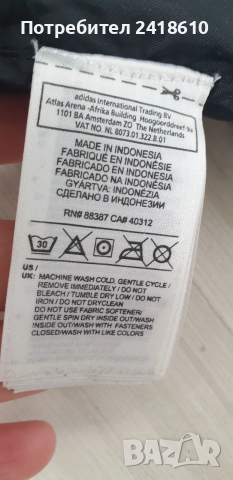 Потребител 2418610
adidas International Trading BV
Atlas Arena -Afrika Building Hoogoorddreef 9a
1101 BA Amsterdam ZO The Netherlands
VAT NO. NL 8073.01.322.B.01
MADE IN INDONESIA
FABRIQUÉ EN INDONÉSIE
FABRICADO EN INDONESIA
FABRICADO NA INDONÉSIA
GYÁRTVA: INDONÉZIA
СДЕЛАНО В ИНДОНЕЗИИ
RN# 88387 CA# 40312
30
US /
UK: MACHINE WASH COLD, GENTLE CYCLE /
REMOVE IMMEDIATELY / DO NOT
BLEACH / TUMBLE DRY LOW / DO NOT
IRON / DO NOT DRYCLEAN
DO NOT USE FABRIC SOFTENER/
GENTLE SPIN DRY INSIDE OUT/WASH
INSIDE OUT/WASH WITH FASTENERS
CLOSED/WASH WITH LIKE COLORS
BAZAR